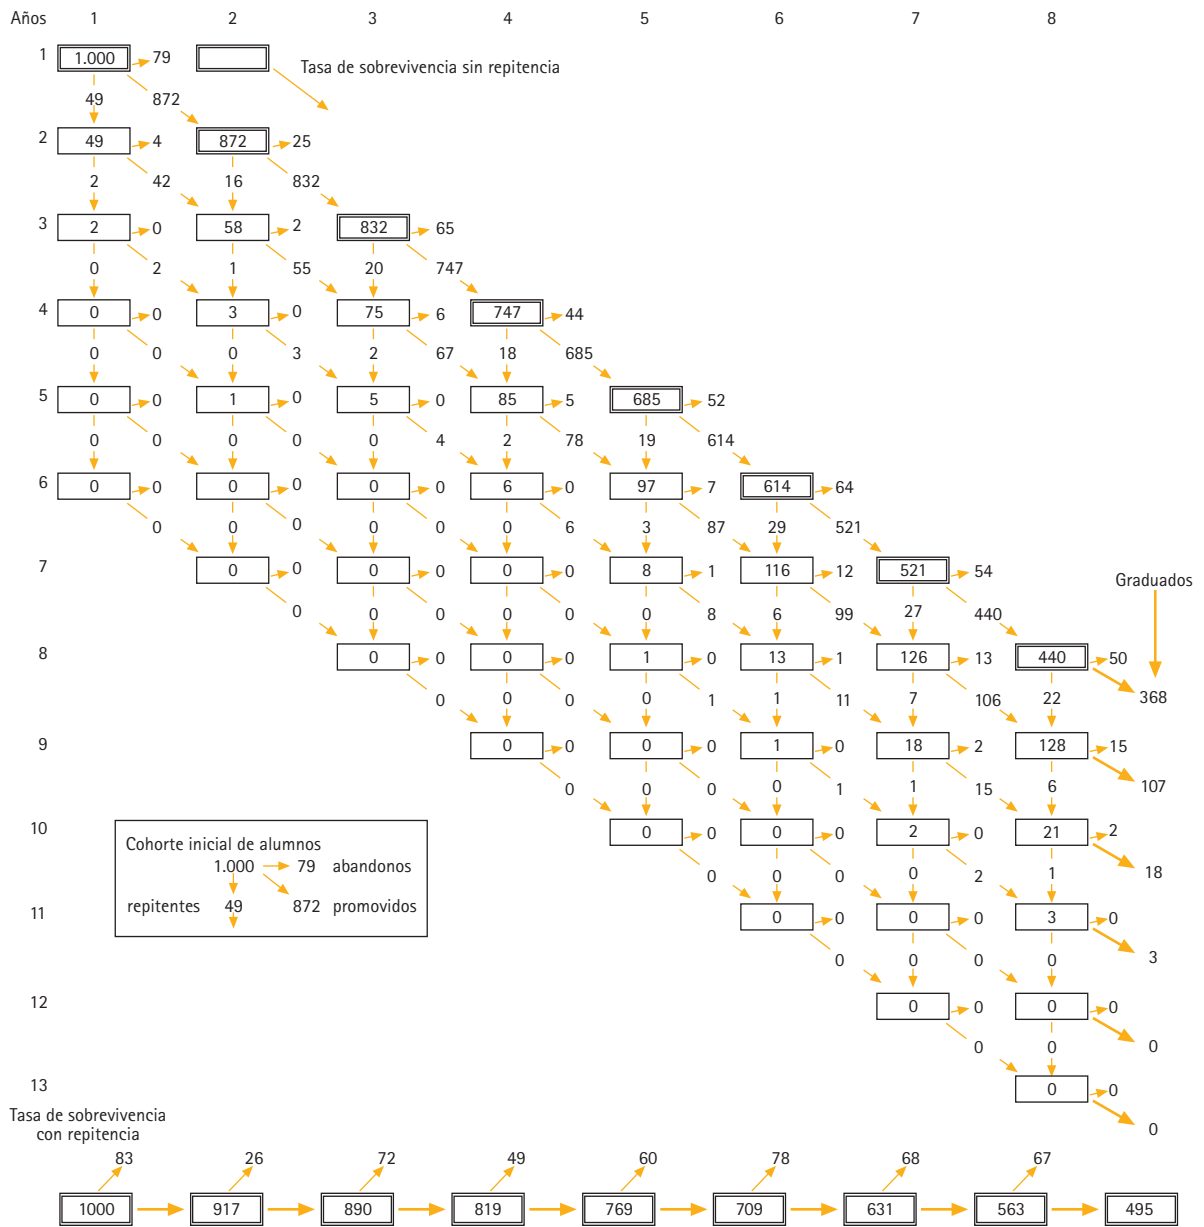 Años 1 2 3 4 5 6 7 8
1 1.000 79
Tasa de sobrevivencia sin repitencia
49 872
2 49 4 872 25
2 42 16 832
3 2 0 58 2 832 65
0 2 1 55 20 747
4 0 0 3 0 75 6 747 44
0 0 0 3 2 67 18 685
5 0 0 1 0 5 0 85 5 685 52
0 0 0 0 0 4 2 78 19 614
6 0 0 0 0 0 0 6 0 97 7 614 64
0 0 0 0 0 0 6 3 87 29 521
7 0 0 0 0 0 0 8 1 116 12 521 54
Graduados
0 0 0 0 0 0 8 6 99 27 440
8 0 0 0 0 1 0 13 1 126 13 440 50
0 0 0 0 1 1 11 7 106 22 368
9 0 0 0 0 1 0 18 2 128 15
0 0 0 0 1 1 15 6 107
10 0 0 0 0 2 0 21 2
Cohorte inicial de alumnos
1.000 79 abandonos
repitentes 49 872 promovidos
0 0 0 0 0 2 1 18
11 0 0 0 0 3 0
0 0 0 0 3
12 0 0 0 0
0 0 0
13 0 0
0
Tasa de sobrevivencia
con repitencia
83 26 72 49 60 78 68 67
1000 917 890 819 769 709 631 563 495